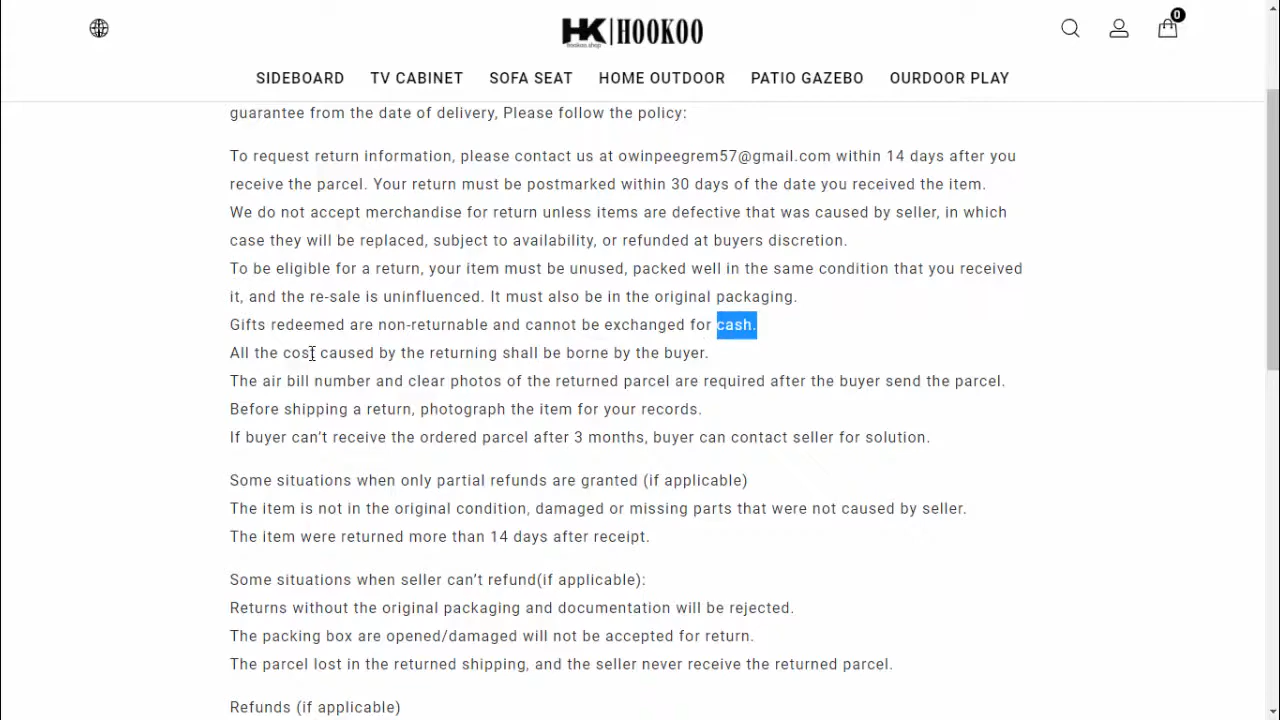 0
HK|HOOKOO
hookoo.shop
SIDEBOARD TV CABINET SOFA SEAT HOME OUTDOOR PATIO GAZEBO OURDOOR PLAY
guarantee from the date of delivery, Please follow the policy:
To request return information, please contact us at owinpeegrem57@gmail.com within 14 days after you
receive the parcel. Your return must be postmarked within 30 days of the date you received the item.
We do not accept merchandise for return unless items are defective that was caused by seller, in which
case they will be replaced, subject to availability, or refunded at buyers discretion.
To be eligible for a return, your item must be unused, packed well in the same condition that you received
it, and the re-sale is uninfluenced. It must also be in the original packaging.
Gifts redeemed are non-returnable and cannot be exchanged for cash.
All the cost caused by the returning shall be borne by the buyer.
The air bill number and clear photos of the returned parcel are required after the buyer send the parcel.
Before shipping a return, photograph the item for your records.
If buyer can’t receive the ordered parcel after 3 months, buyer can contact seller for solution.
Some situations when only partial refunds are granted (if applicable)
The item is not in the original condition, damaged or missing parts that were not caused by seller.
The item were returned more than 14 days after receipt.
Some situations when seller can’t refund(if applicable):
Returns without the original packaging and documentation will be rejected.
The packing box are opened/damaged will not be accepted for return.
The parcel lost in the returned shipping, and the seller never receive the returned parcel.
Refunds (if applicable)